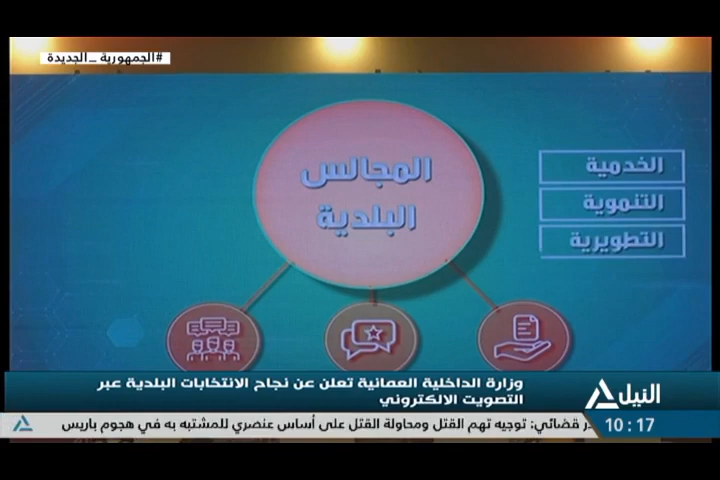 #الجمهورية_الجديدة
المجالس
البلدية
الخدمية
التنموية
التطويرية
وزارة الداخلية العمانية تعلن عن نجاح الانتخابات البلدية عبر
التصويت الالكتروني
النيل
قضائي: توجيه تهم القتل ومحاولة القتل على أساس عنصري للمشتبه به في هجوم باريس
10:17